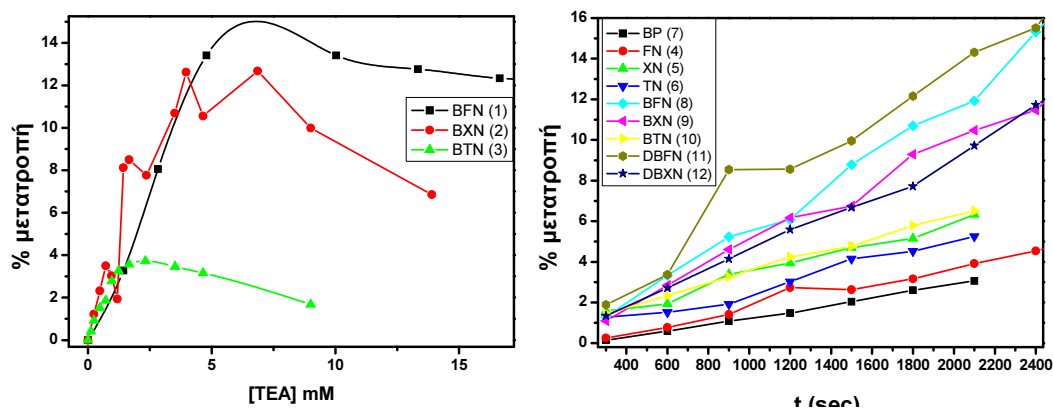 % μετατροπή
14
12
10
8
6
4
2
0
BFN (1)
BXN (2)
BTN (3)
0 5 10 15
[TEA] mM
% μετατροπή
16
14
12
10
8
6
4
2
0
BP (7)
FN (4)
XN (5)
TN (6)
BFN (8)
BXN (9)
BTN (10)
DBFN (11)
DBXN (12)
400 600 800 1000 1200 1400 1600 1800 2000 2200 2400
t (sec)